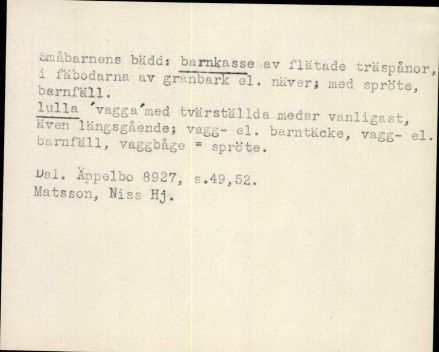 Småbarnens bädd; barnkasse av flätade träspånor,
i fäbodarna av granbark el. näver; med spröte,
barnfäll.
lulla 'vagga'med tvärställda medar vanligast,
även längsgående; vagg- el. barntäcke, vagg- el.
barnfäll, vaggbåge = spröte.
Dal. Äppelbo 8927, s.49,52.
Matsson, Niss Hj.